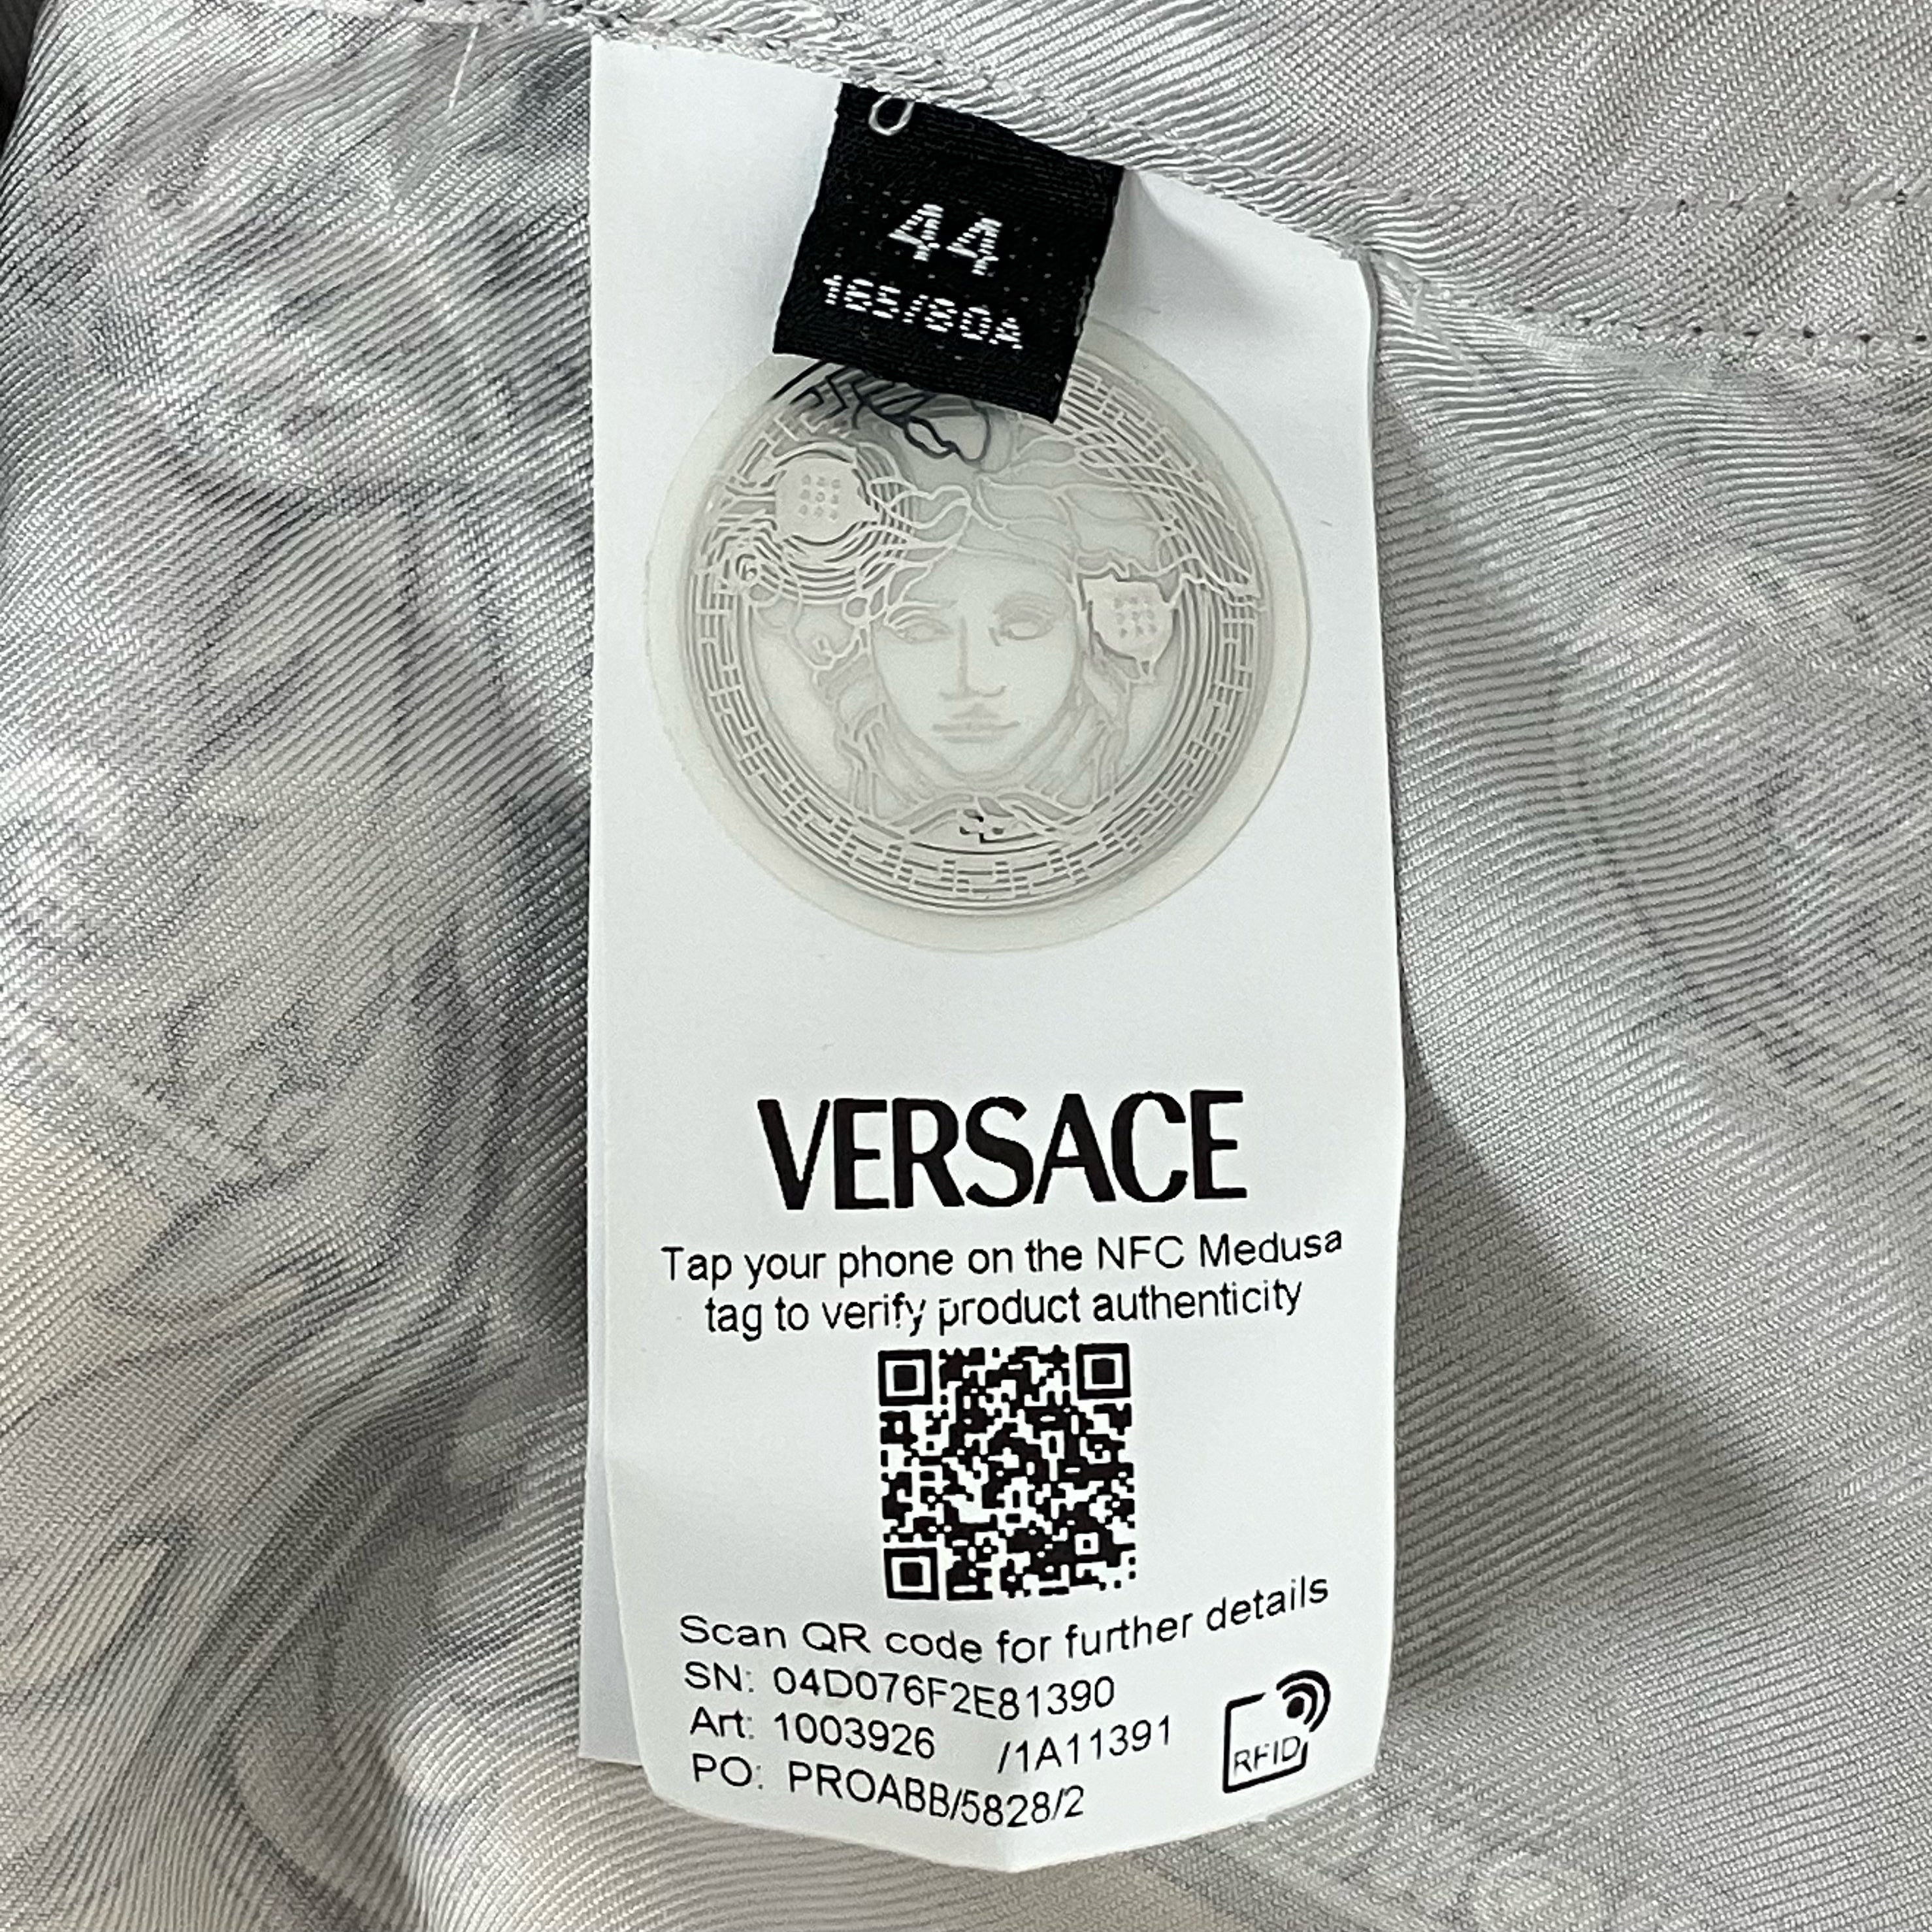 44
165/80A
VERSACE
Tap your phone on the NFC Medusa
tag to verify product authenticity
Scan QR code for further details
SN: 04D076F2E81390
Art: 1003926 /1A11391
PO: PROABB/5828/2
RFID